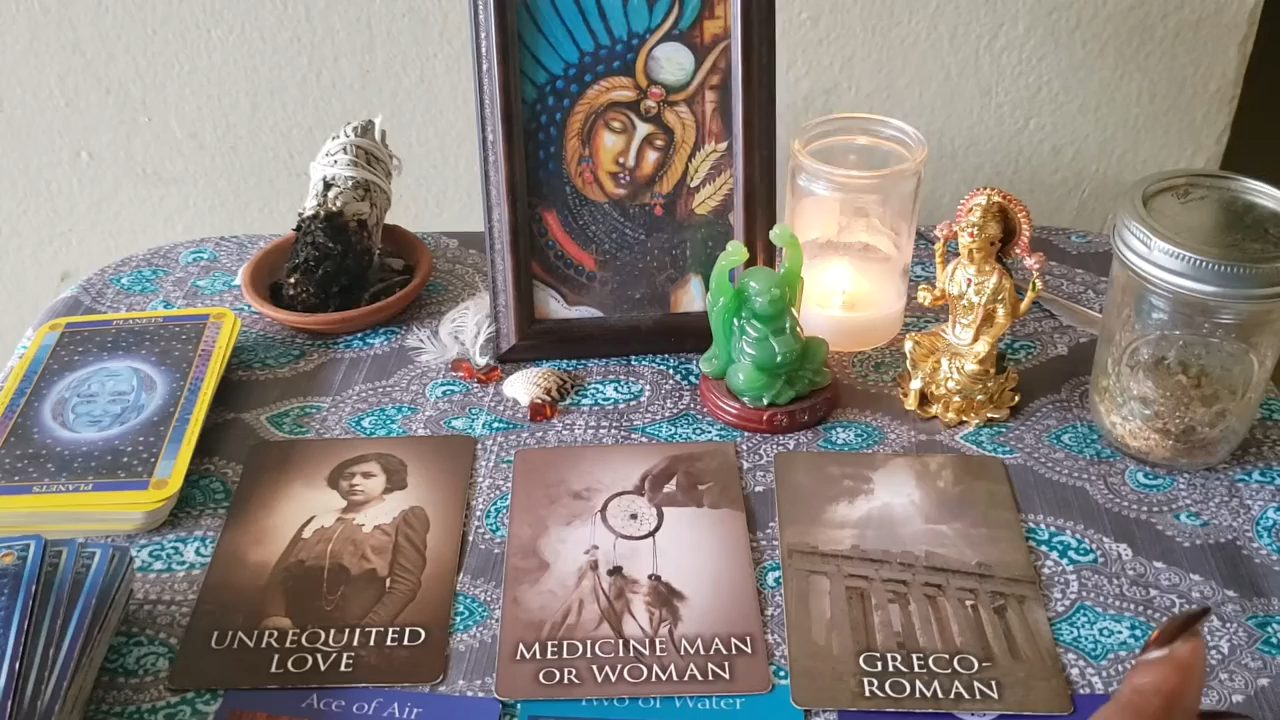 PLANETS
PLANETS
UNREQUITED
LOVE
MEDICINE MAN
OR WOMAN
GRECO-
ROMAN
Ace of Air
Two of Water